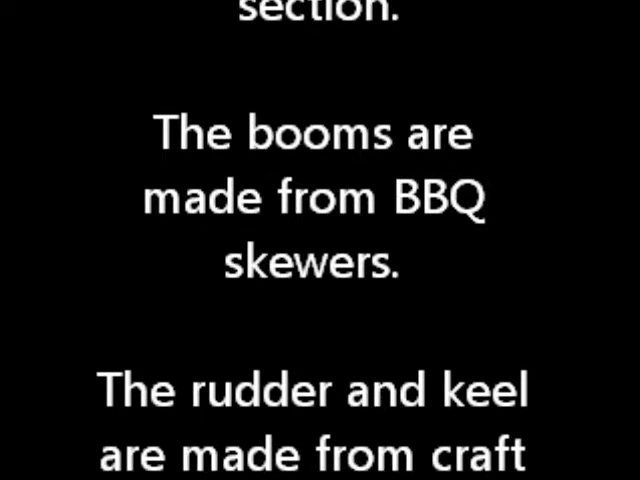 section.
The booms are
made from BBQ
skewers.
The rudder and keel
are made from craft